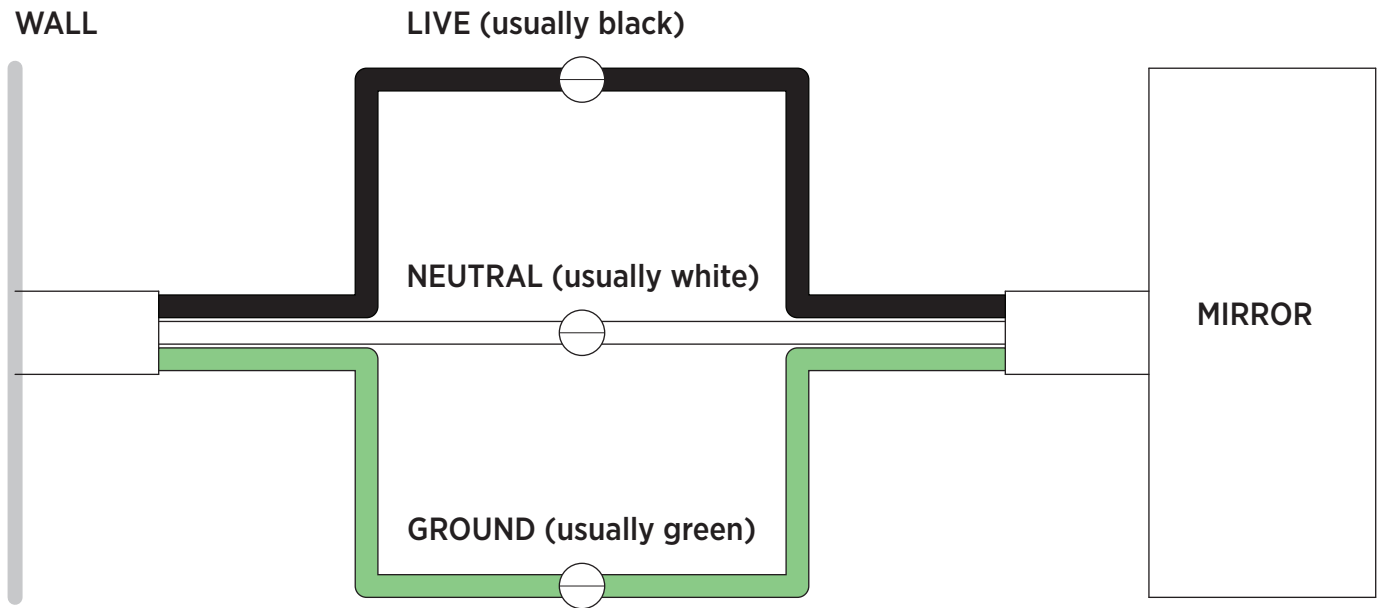 WALL
LIVE (usually black)
NEUTRAL (usually white)
MIRROR
GROUND (usually green)